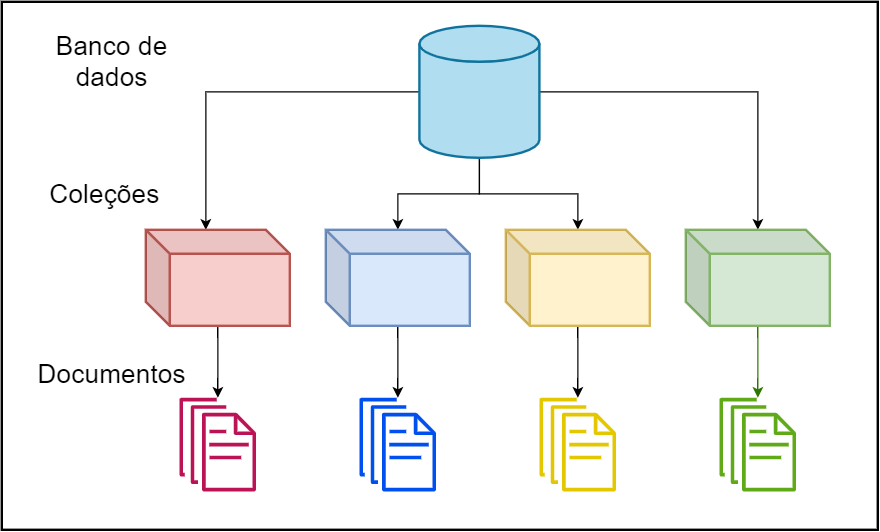 Banco de
dados
Coleções
Documentos